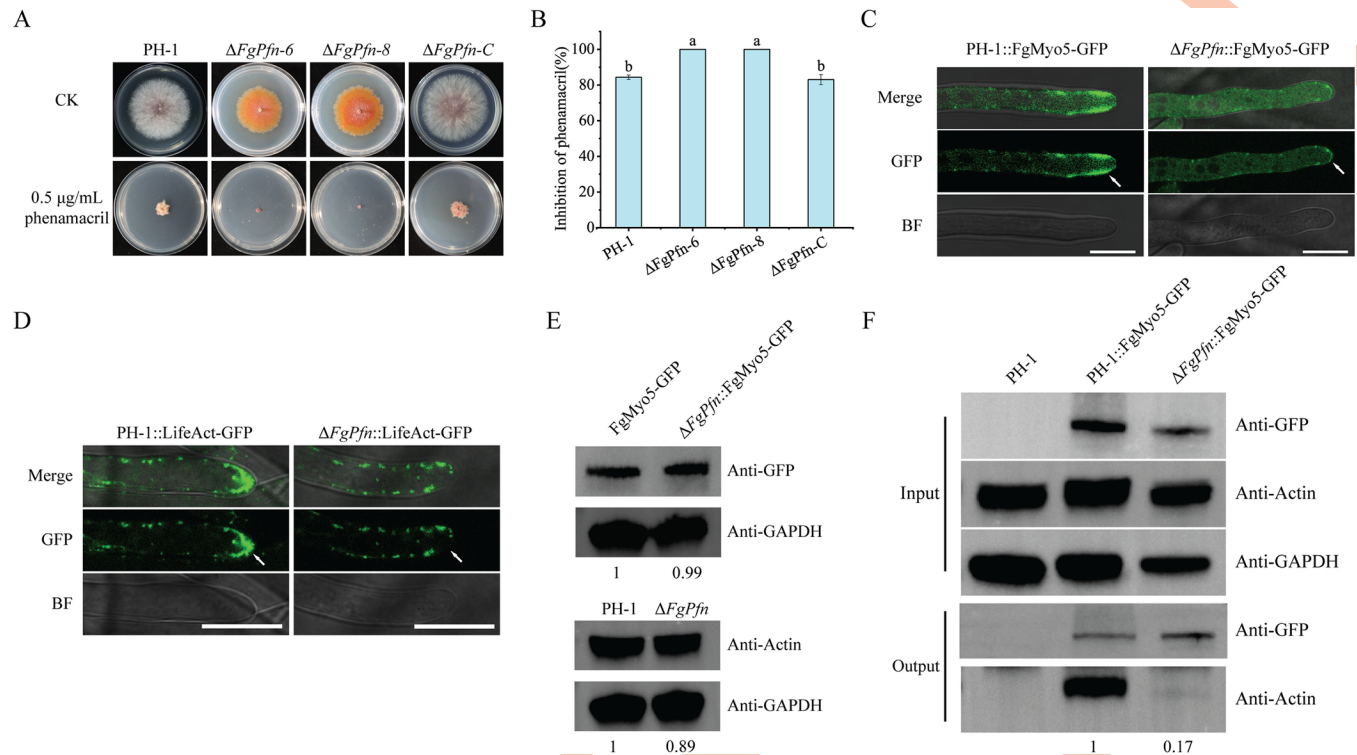 A
PH-1
ΔFgPfn-6
ΔFgPfn-8
ΔFgPfn-C
CK
0.5 μg/mL
phenamacril
B
Inhibition of phenamacril(%)
100
80
60
40
20
0
b
a
a
b
PH-1
ΔFgPfn-6
ΔFgPfn-8
ΔFgPfn-C
C
PH-1::FgMyo5-GFP
ΔFgPfn::FgMyo5-GFP
Merge
GFP
BF
D
PH-1::LifeAct-GFP
ΔFgPfn::LifeAct-GFP
Merge
GFP
BF
E
FgMyo5-GFP
ΔFgPfn::FgMyo5-GFP
Anti-GFP
Anti-GAPDH
1
0.99
PH-1
ΔFgPfn
Anti-Actin
Anti-GAPDH
1
0.89
F
PH-1
PH-1::FgMyo5-GFP
ΔFgPfn::FgMyo5-GFP
Input
Anti-GFP
Anti-Actin
Anti-GAPDH
Output
Anti-GFP
Anti-Actin
1
0.17